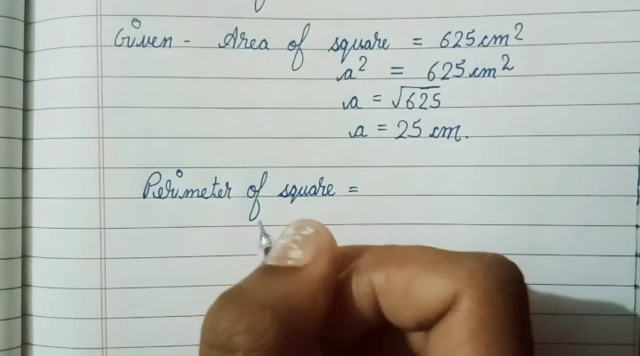 Given - Area of square = 625 cm²
a² = 625 cm²
a = √625
a = 25 cm.
Perimeter of square =